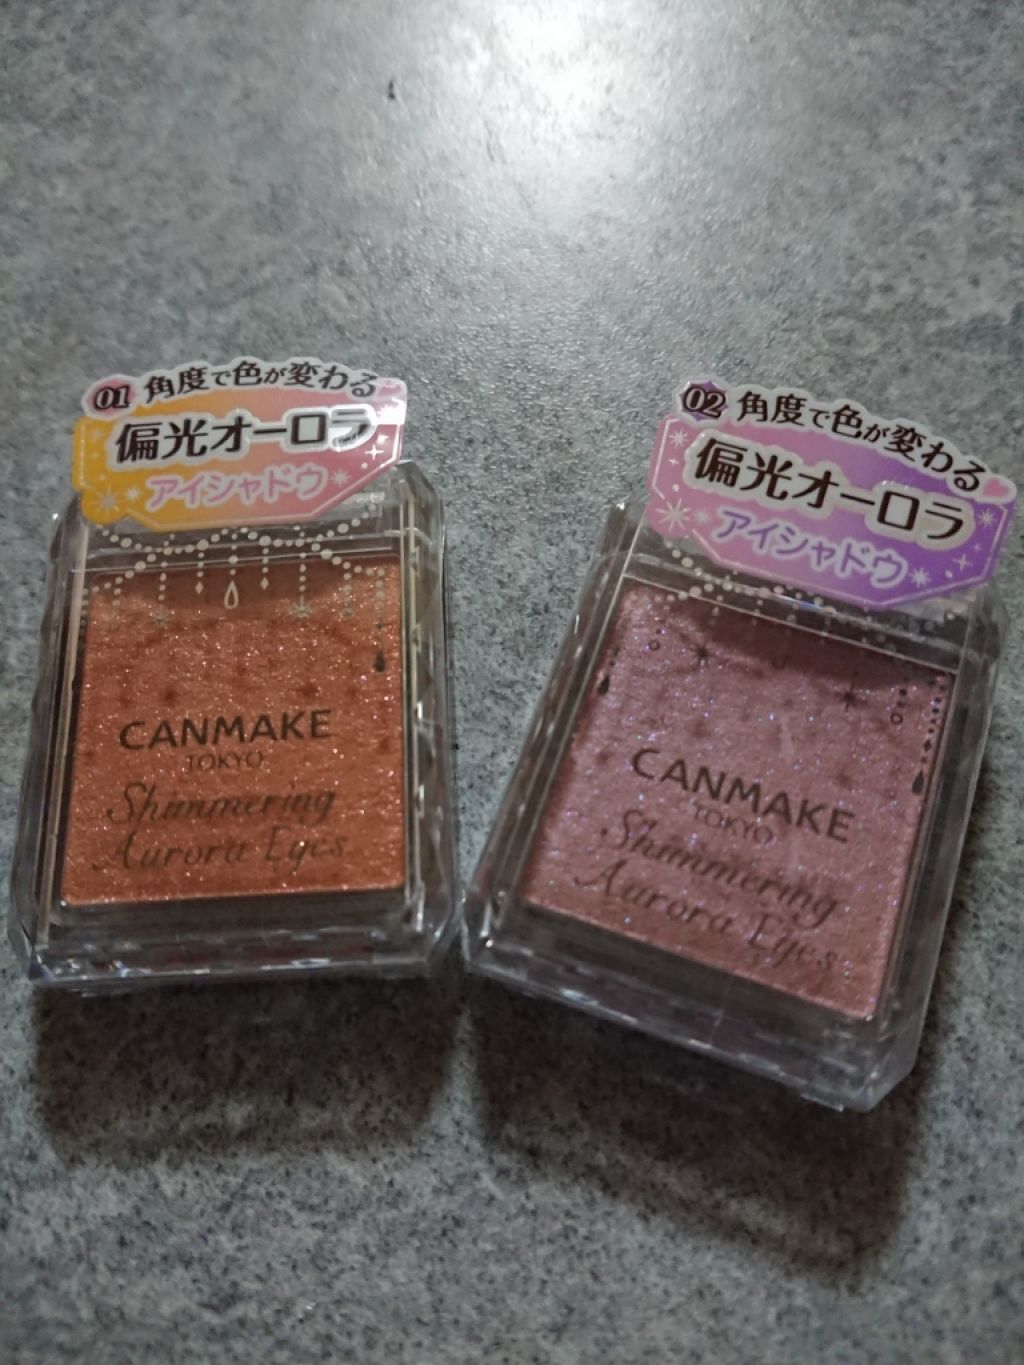 01 角度で色が変わる
偏光オーロラ
アイシャドウ
CANMAKE
TOKYO
Shimmering
Aurora Eyes
02 角度で色が変わる
偏光オーロラ
アイシャドウ
CANMAKE
TOKYO
Shimmering
Aurora Eyes